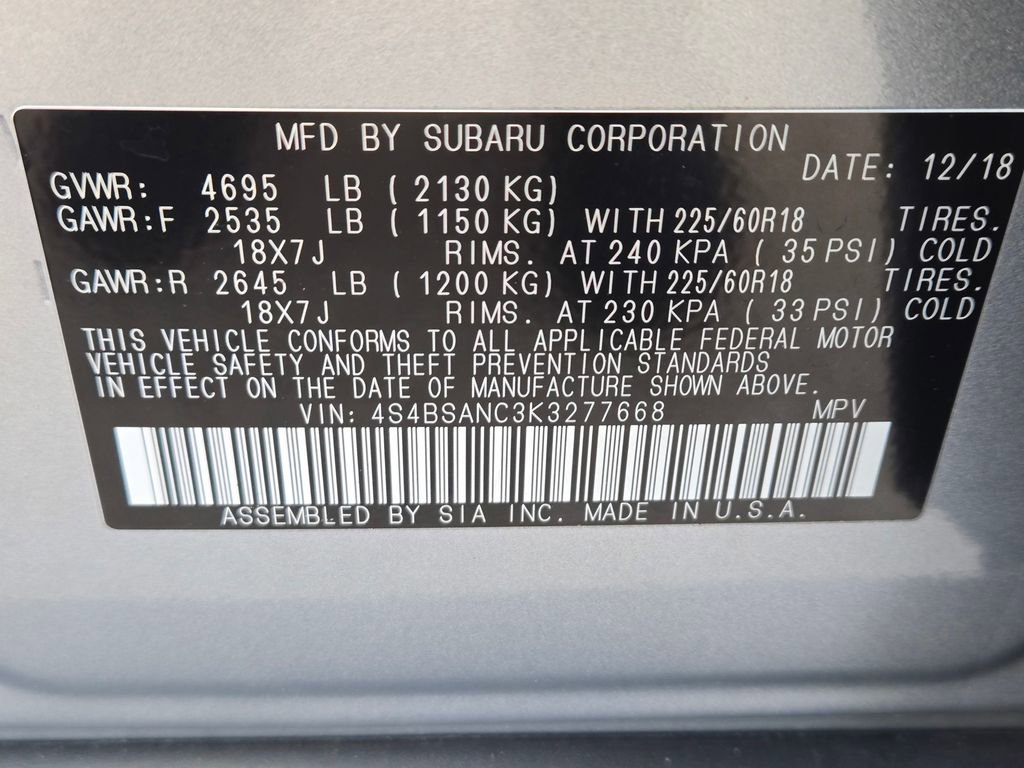 MFD BY SUBARU CORPORATION
DATE: 12/18
GVWR: 4695 LB ( 2130 KG)
GAWR:F 2535 LB ( 1150 KG) WITH 225/60R18 TIRES.
18X7J RIMS. AT 240 KPA ( 35 PSI) COLD
GAWR:R 2645 LB ( 1200 KG) WITH 225/60R18 TIRES.
18X7J RIMS. AT 230 KPA ( 33 PSI) COLD
THIS VEHICLE CONFORMS TO ALL APPLICABLE FEDERAL MOTOR
VEHICLE SAFETY AND THEFT PREVENTION STANDARDS
IN EFFECT ON THE DATE OF MANUFACTURE SHOWN ABOVE.
VIN: 4S4BSANC3K3277668 MPV
ASSEMBLED BY SIA INC. MADE IN U.S.A.